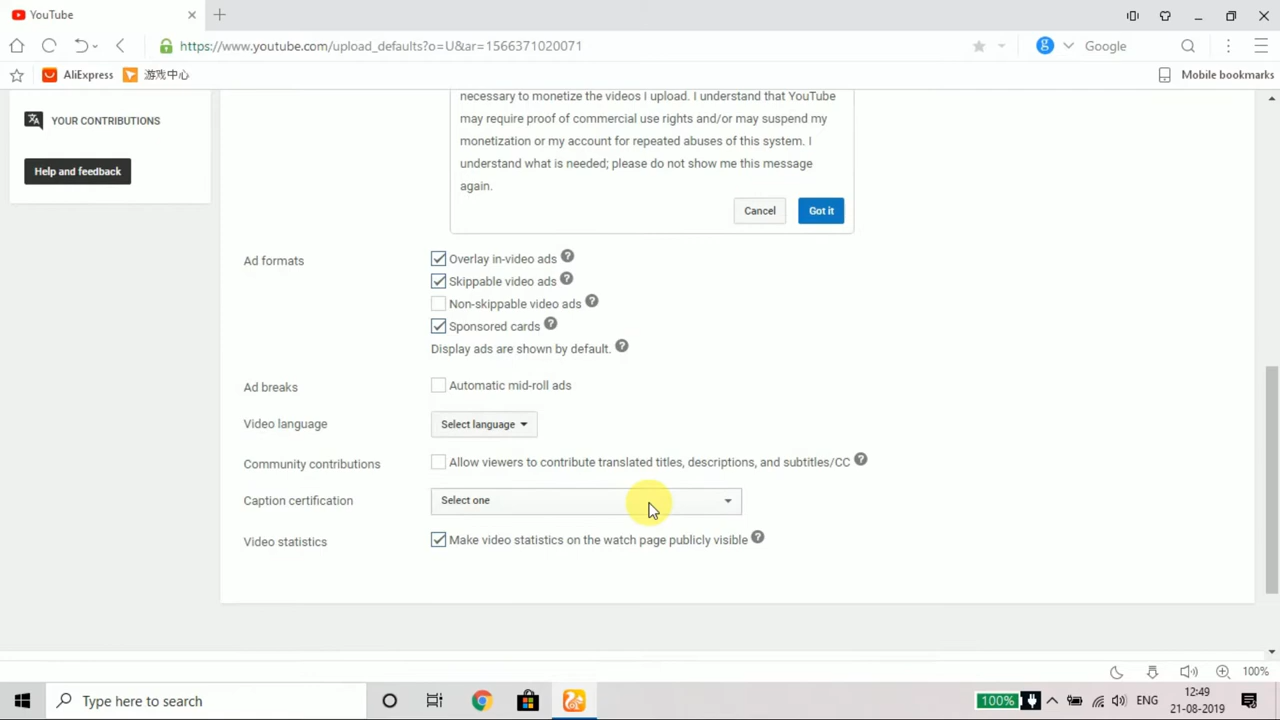 YouTube
https://www.youtube.com/upload_defaults?o=U&ar=1566371020071
Google
AliExpress
游戏中心
Mobile bookmarks
YOUR CONTRIBUTIONS
Help and feedback
necessary to monetize the videos I upload. I understand that YouTube
may require proof of commercial use rights and/or may suspend my
monetization or my account for repeated abuses of this system. I
understand what is needed; please do not show me this message
again.
Cancel
Got it
Ad formats
Overlay in-video ads ?
Skippable video ads ?
Non-skippable video ads ?
Sponsored cards ?
Display ads are shown by default. ?
Ad breaks
Automatic mid-roll ads
Video language
Select language
Community contributions
Allow viewers to contribute translated titles, descriptions, and subtitles/CC ?
Caption certification
Select one
Video statistics
Make video statistics on the watch page publicly visible ?
100%
Type here to search
100%
ENG
12:49
21-08-2019